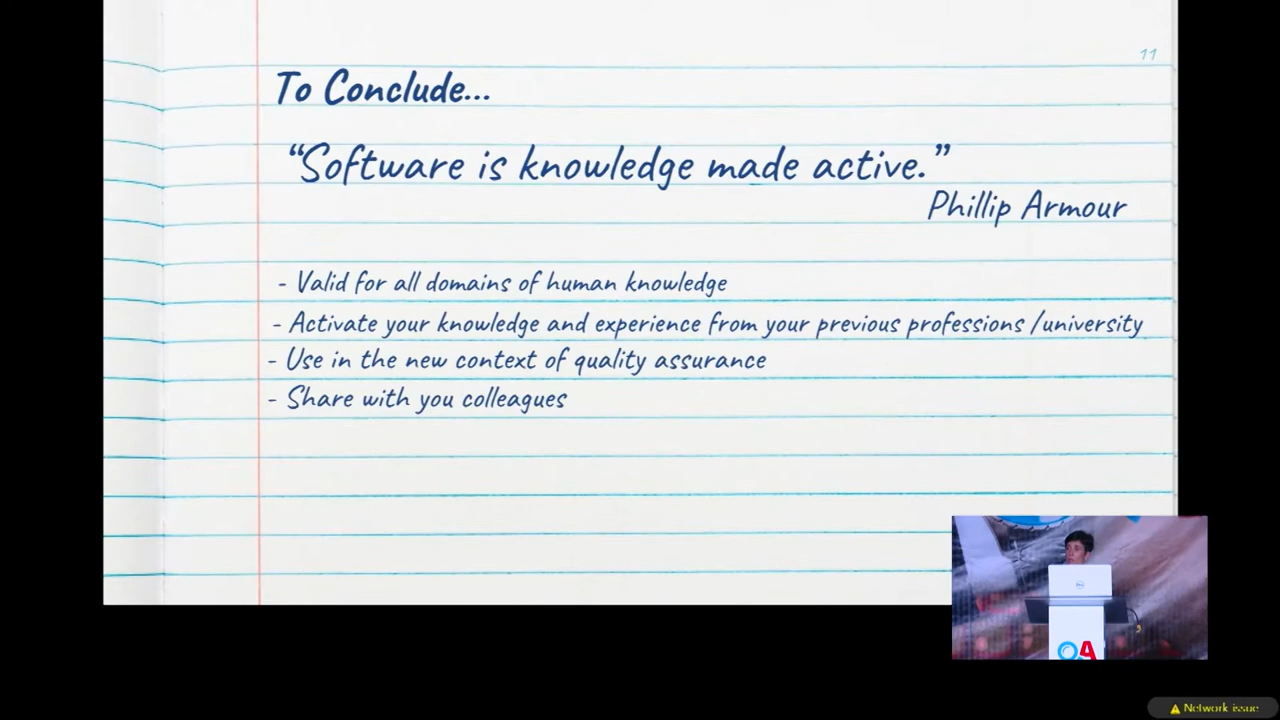 11
To Conclude...
“Software is knowledge made active.”
Phillip Armour
- Valid for all domains of human knowledge
- Activate your knowledge and experience from your previous professions /university
- Use in the new context of quality assurance
- Share with you colleagues
QA
Network issue